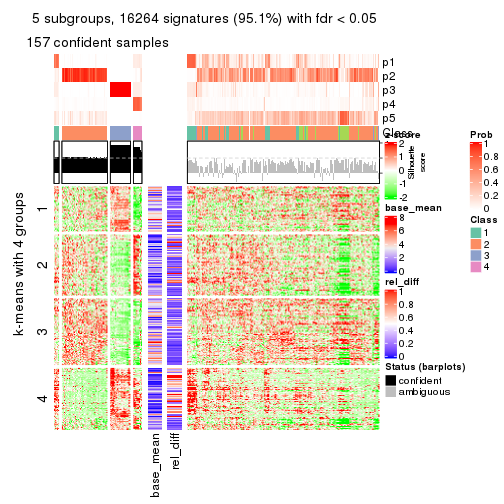 5 subgroups, 16264 signatures (95.1%) with fdr < 0.05
157 confident samples
p1
p2
p3
p4
p5
Class
z-score
2
1
0
-1
-2
Silhouette
score
Prob
1
0.8
0.6
0.4
0.2
0
Class
1
2
3
4
base_mean
8
6
4
2
0
rel_diff
1
0.8
0.6
0.4
0.2
0
Status (barplots)
confident
ambiguous
k-means with 4 groups
1
2
3
4
base_mean
rel_diff